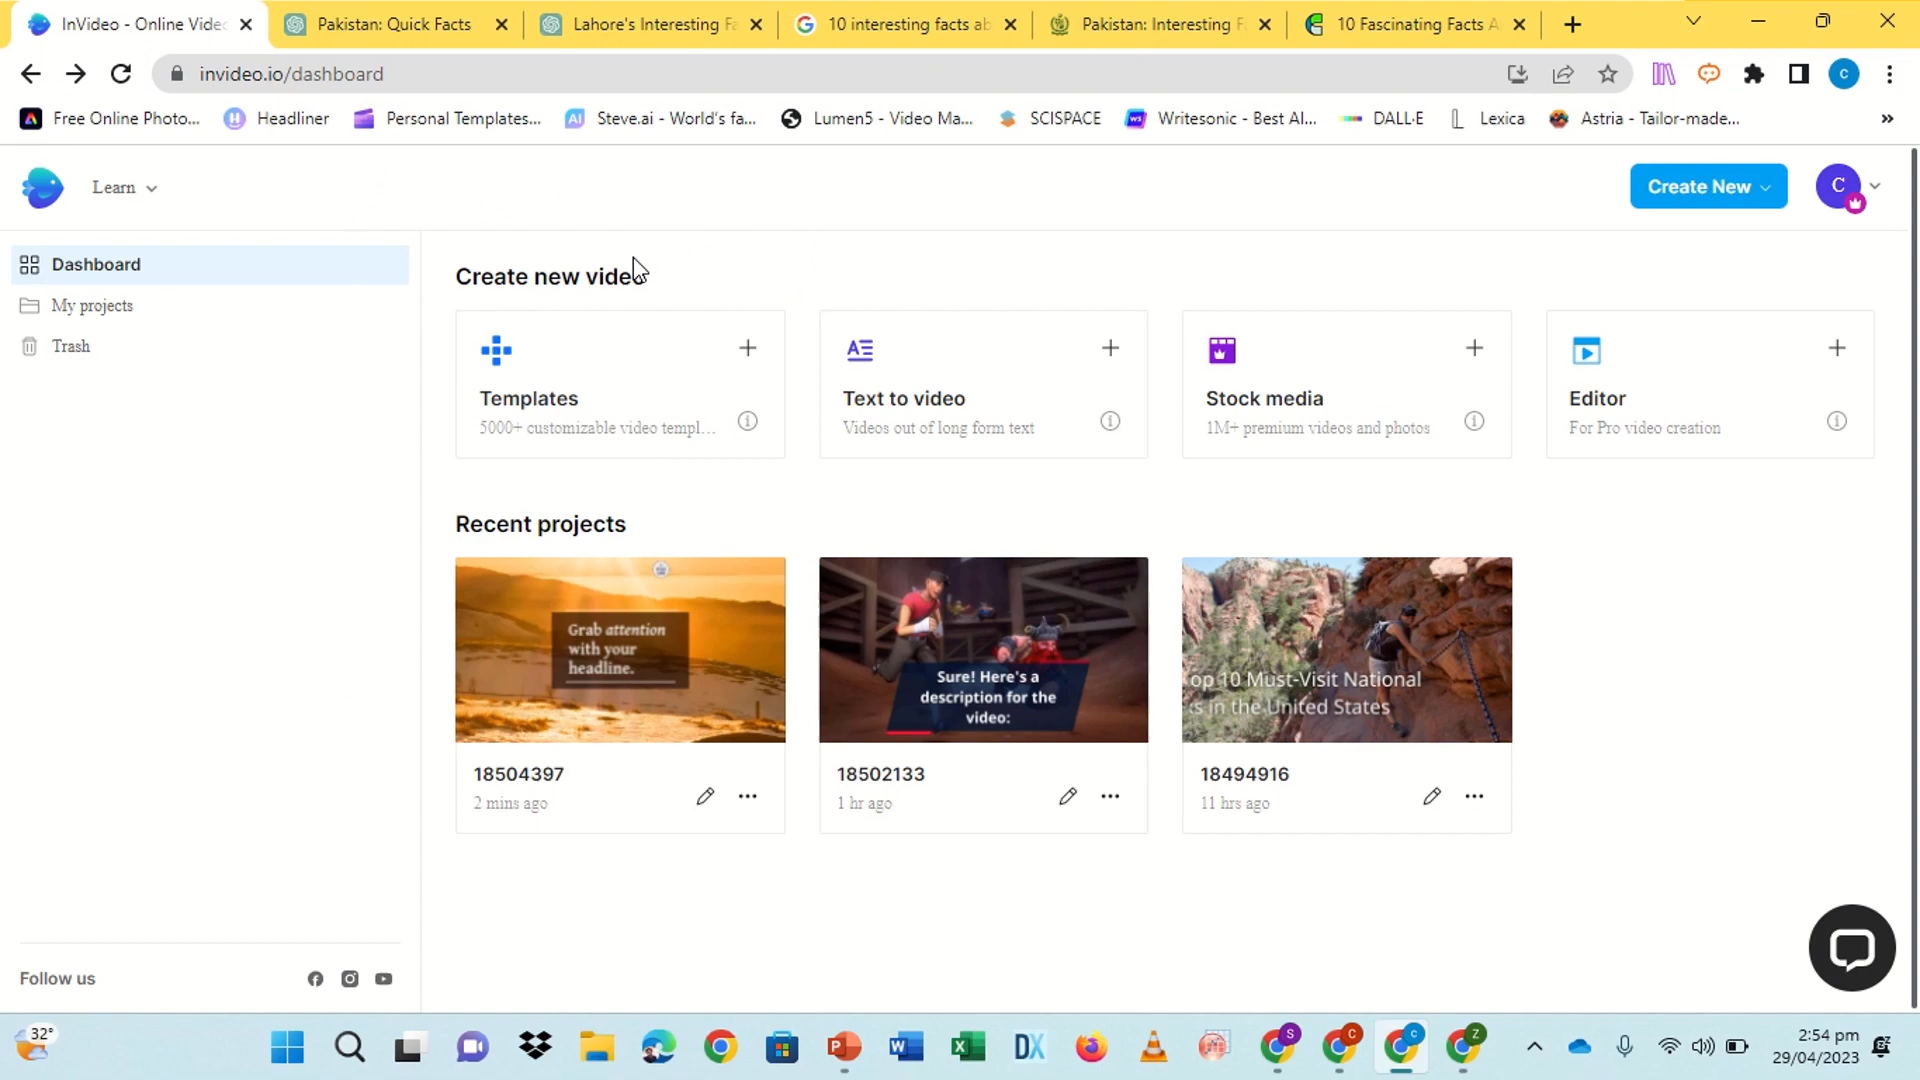 InVideo - Online Videc
Pakistan: Quick Facts
Lahore's Interesting Fa
10 interesting facts ab
Pakistan: Interesting F
10 Fascinating Facts A
invideo.io/dashboard
C
Free Online Photo...
Headliner
Personal Templates...
AI
Steve.ai - World's fa...
Lumen5 - Video Ma...
SCISPACE
ws
Writesonic - Best AI...
DALL·E
L
Lexica
Astria - Tailor-made...
»
Learn
Create New
C
Dashboard
My projects
Trash
Create new video
Templates
5000+ customizable video templ...
Text to video
Videos out of long form text
Stock media
1M+ premium videos and photos
Editor
For Pro video creation
Recent projects
Grab attention
with your
headline.
18504397
2 mins ago
Sure! Here's a
description for the
video:
18502133
1 hr ago
op 10 Must-Visit National
ks in the United States
18494916
11 hrs ago
Follow us
32°
P
W
X
DX
S
C
c
Z
2:54 pm
29/04/2023